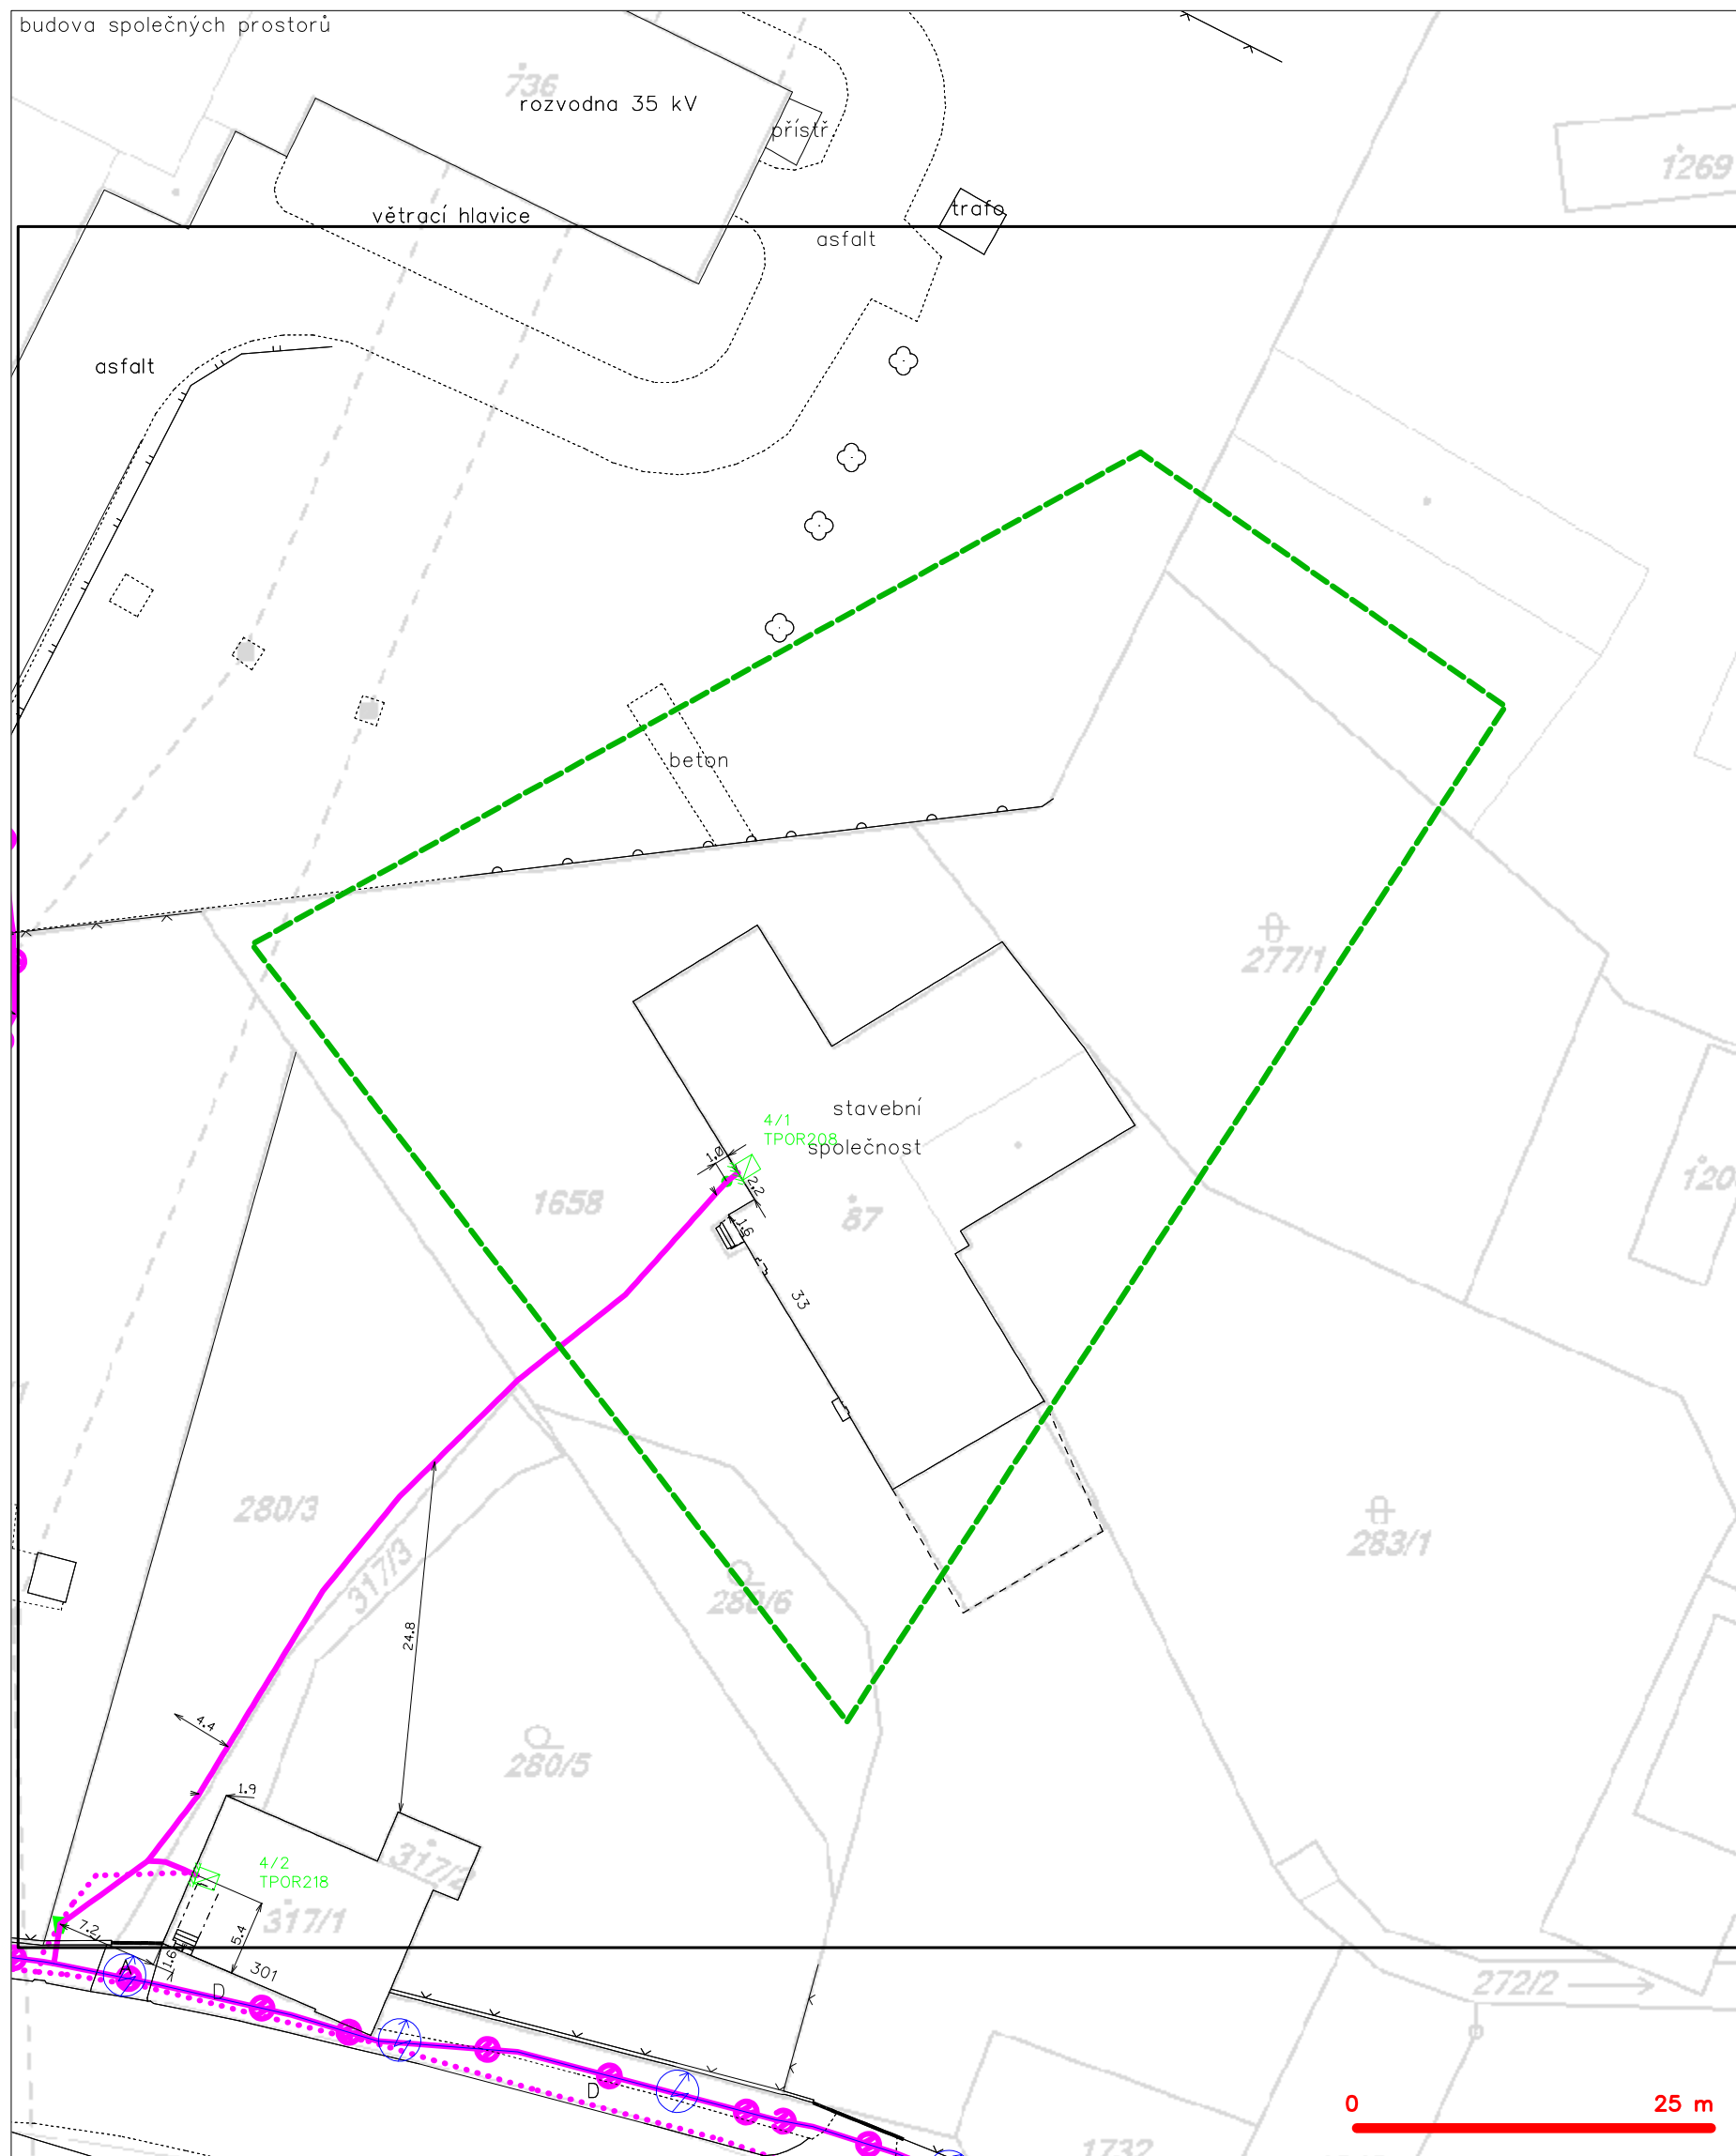 budova společných prostorů
736
rozvodna 35 kV
přístř.
1269
větrací hlavice
trafo
asfalt
asfalt
beton
277/1
stavební
společnost
4/1
TPOR208
1.0
2.2
1.6
1658
87
33
280/3
317/3
24.8
280/6
283/1
280/5
4.4
1.9
317/2
4/2
TPOR218
317/1
7.2
5.4
1.6
301
A
D
D
272/2
0
25 m
1732